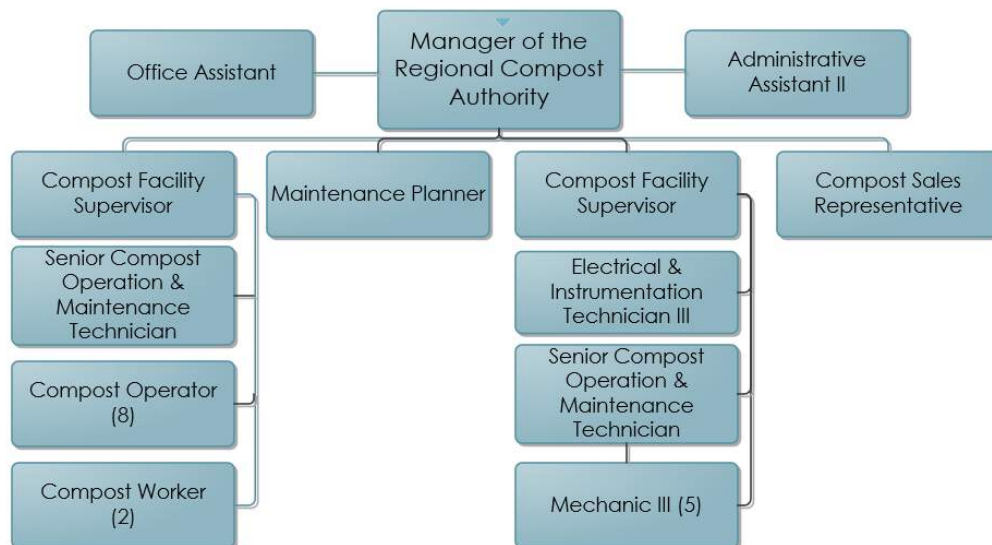 Manager of the
Regional Compost
Authority
Office Assistant
Administrative
Assistant II
Compost Facility
Supervisor
Maintenance Planner
Compost Facility
Supervisor
Compost Sales
Representative
Senior Compost
Operation &
Maintenance
Technician
Electrical &
Instrumentation
Technician III
Compost Operator
(8)
Senior Compost
Operation &
Maintenance
Technician
Compost Worker
(2)
Mechanic III (5)